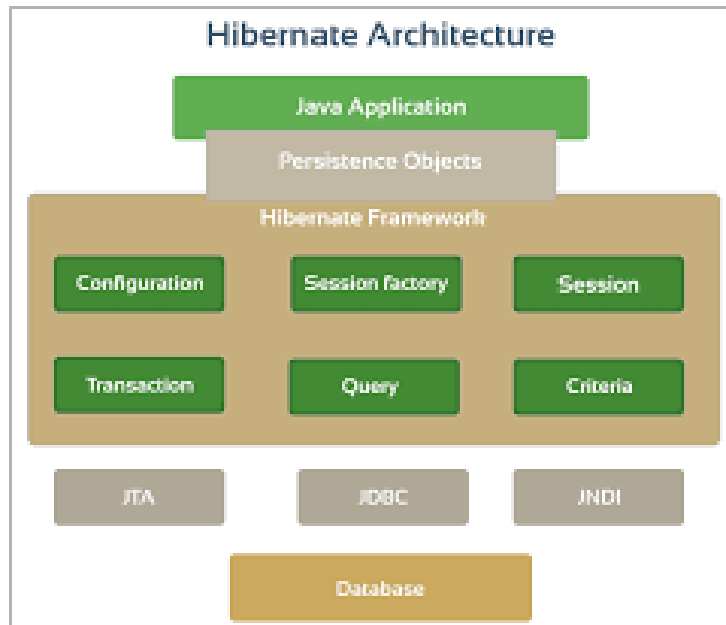 Hibernate Architecture
Java Application
Persistence Objects
Hibernate Framework
Configuration
Session factory
Session
Transaction
Query
Criteria
JTA
JDBC
JNDI
Database